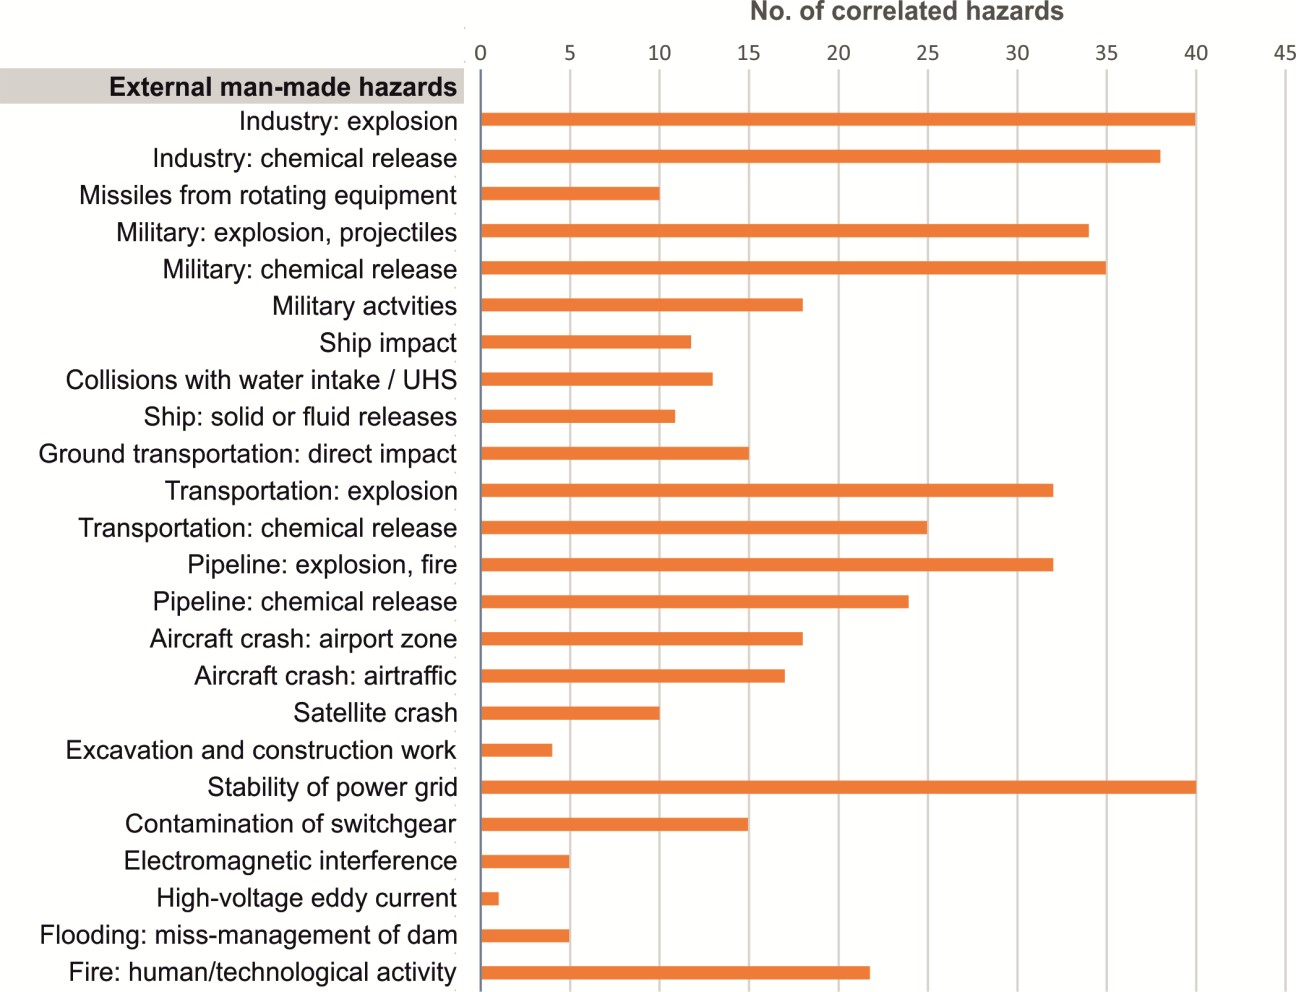 No. of correlated hazards
0 5 10 15 20 25 30 35 40 45
External man-made hazards
Industry: explosion
Industry: chemical release
Missiles from rotating equipment
Military: explosion, projectiles
Military: chemical release
Military actvities
Ship impact
Collisions with water intake / UHS
Ship: solid or fluid releases
Ground transportation: direct impact
Transportation: explosion
Transportation: chemical release
Pipeline: explosion, fire
Pipeline: chemical release
Aircraft crash: airport zone
Aircraft crash: airtraffic
Satellite crash
Excavation and construction work
Stability of power grid
Contamination of switchgear
Electromagnetic interference
High-voltage eddy current
Flooding: miss-management of dam
Fire: human/technological activity